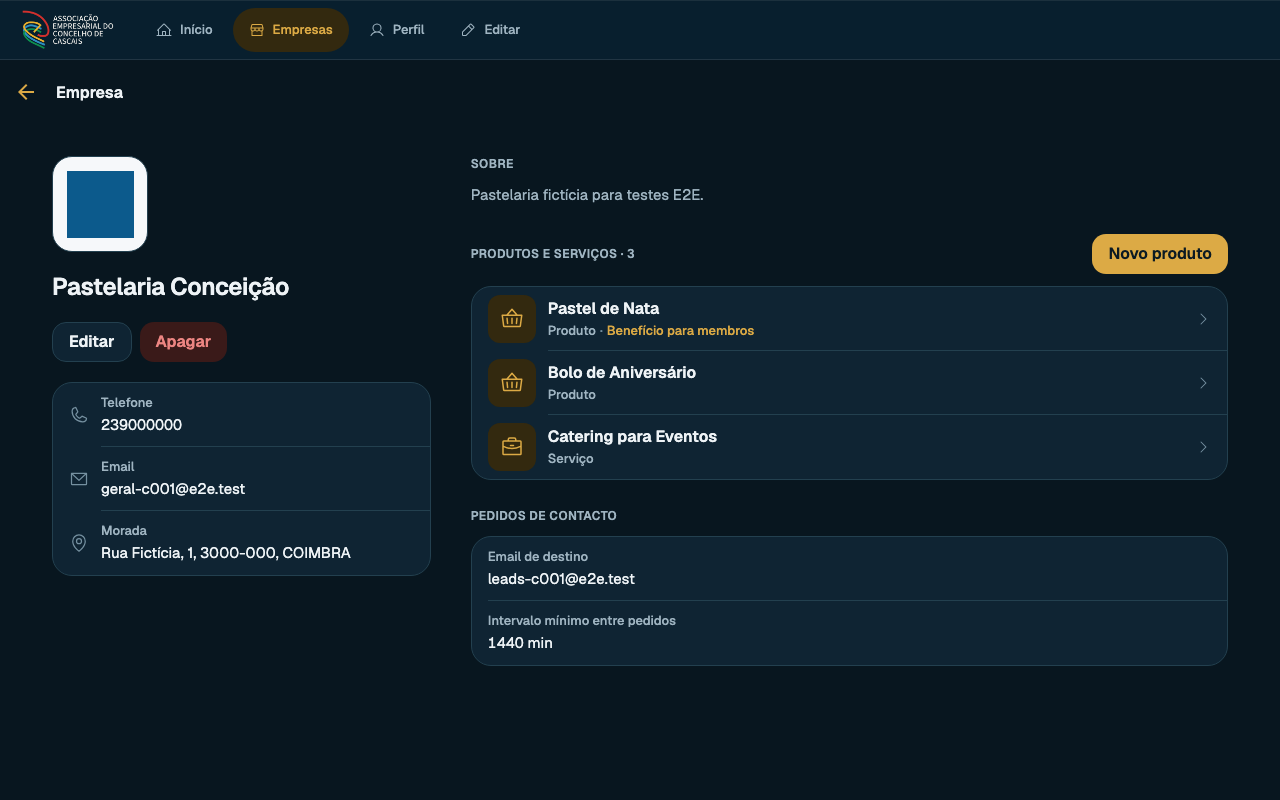 ASSOCIAÇÃO
EMPRESARIAL DO
CONCELHO DE
CASCAIS
Início
Empresas
Perfil
Editar
Empresa
Pastelaria Conceição
Editar
Apagar
Telefone
239000000
Email
geral-c001@e2e.test
Morada
Rua Fictícia, 1, 3000-000, COIMBRA
SOBRE
Pastelaria fictícia para testes E2E.
PRODUTOS E SERVIÇOS · 3
Novo produto
Pastel de Nata
Produto · Benefício para membros
Bolo de Aniversário
Produto
Catering para Eventos
Serviço
PEDIDOS DE CONTACTO
Email de destino
leads-c001@e2e.test
Intervalo mínimo entre pedidos
1440 min